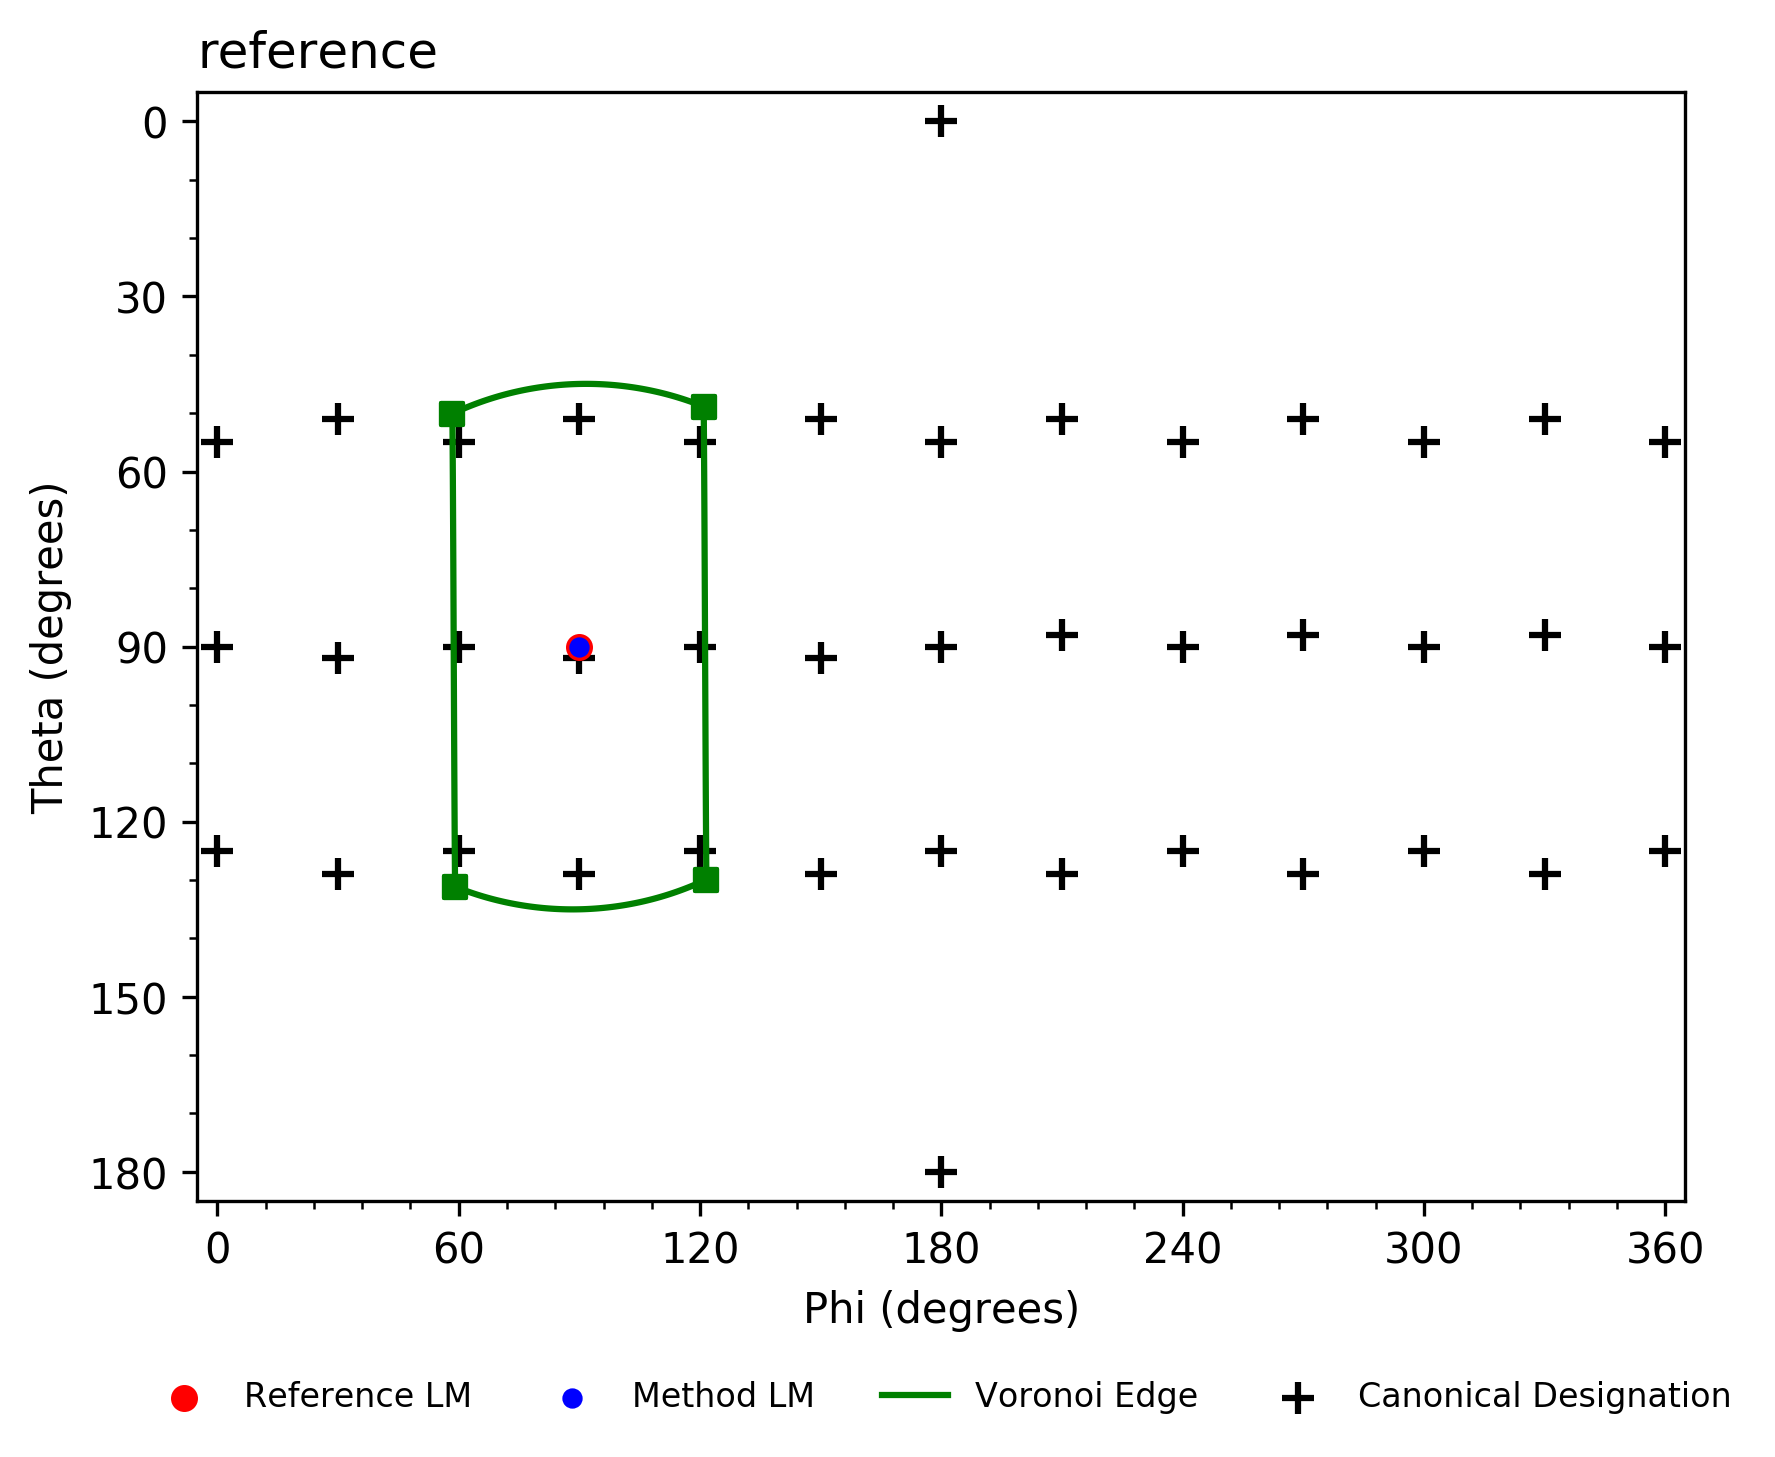 reference
0
30
60
90
120
150
180
Theta (degrees)
0 60 120 180 240 300 360
Phi (degrees)
Reference LM Method LM Voronoi Edge Canonical Designation